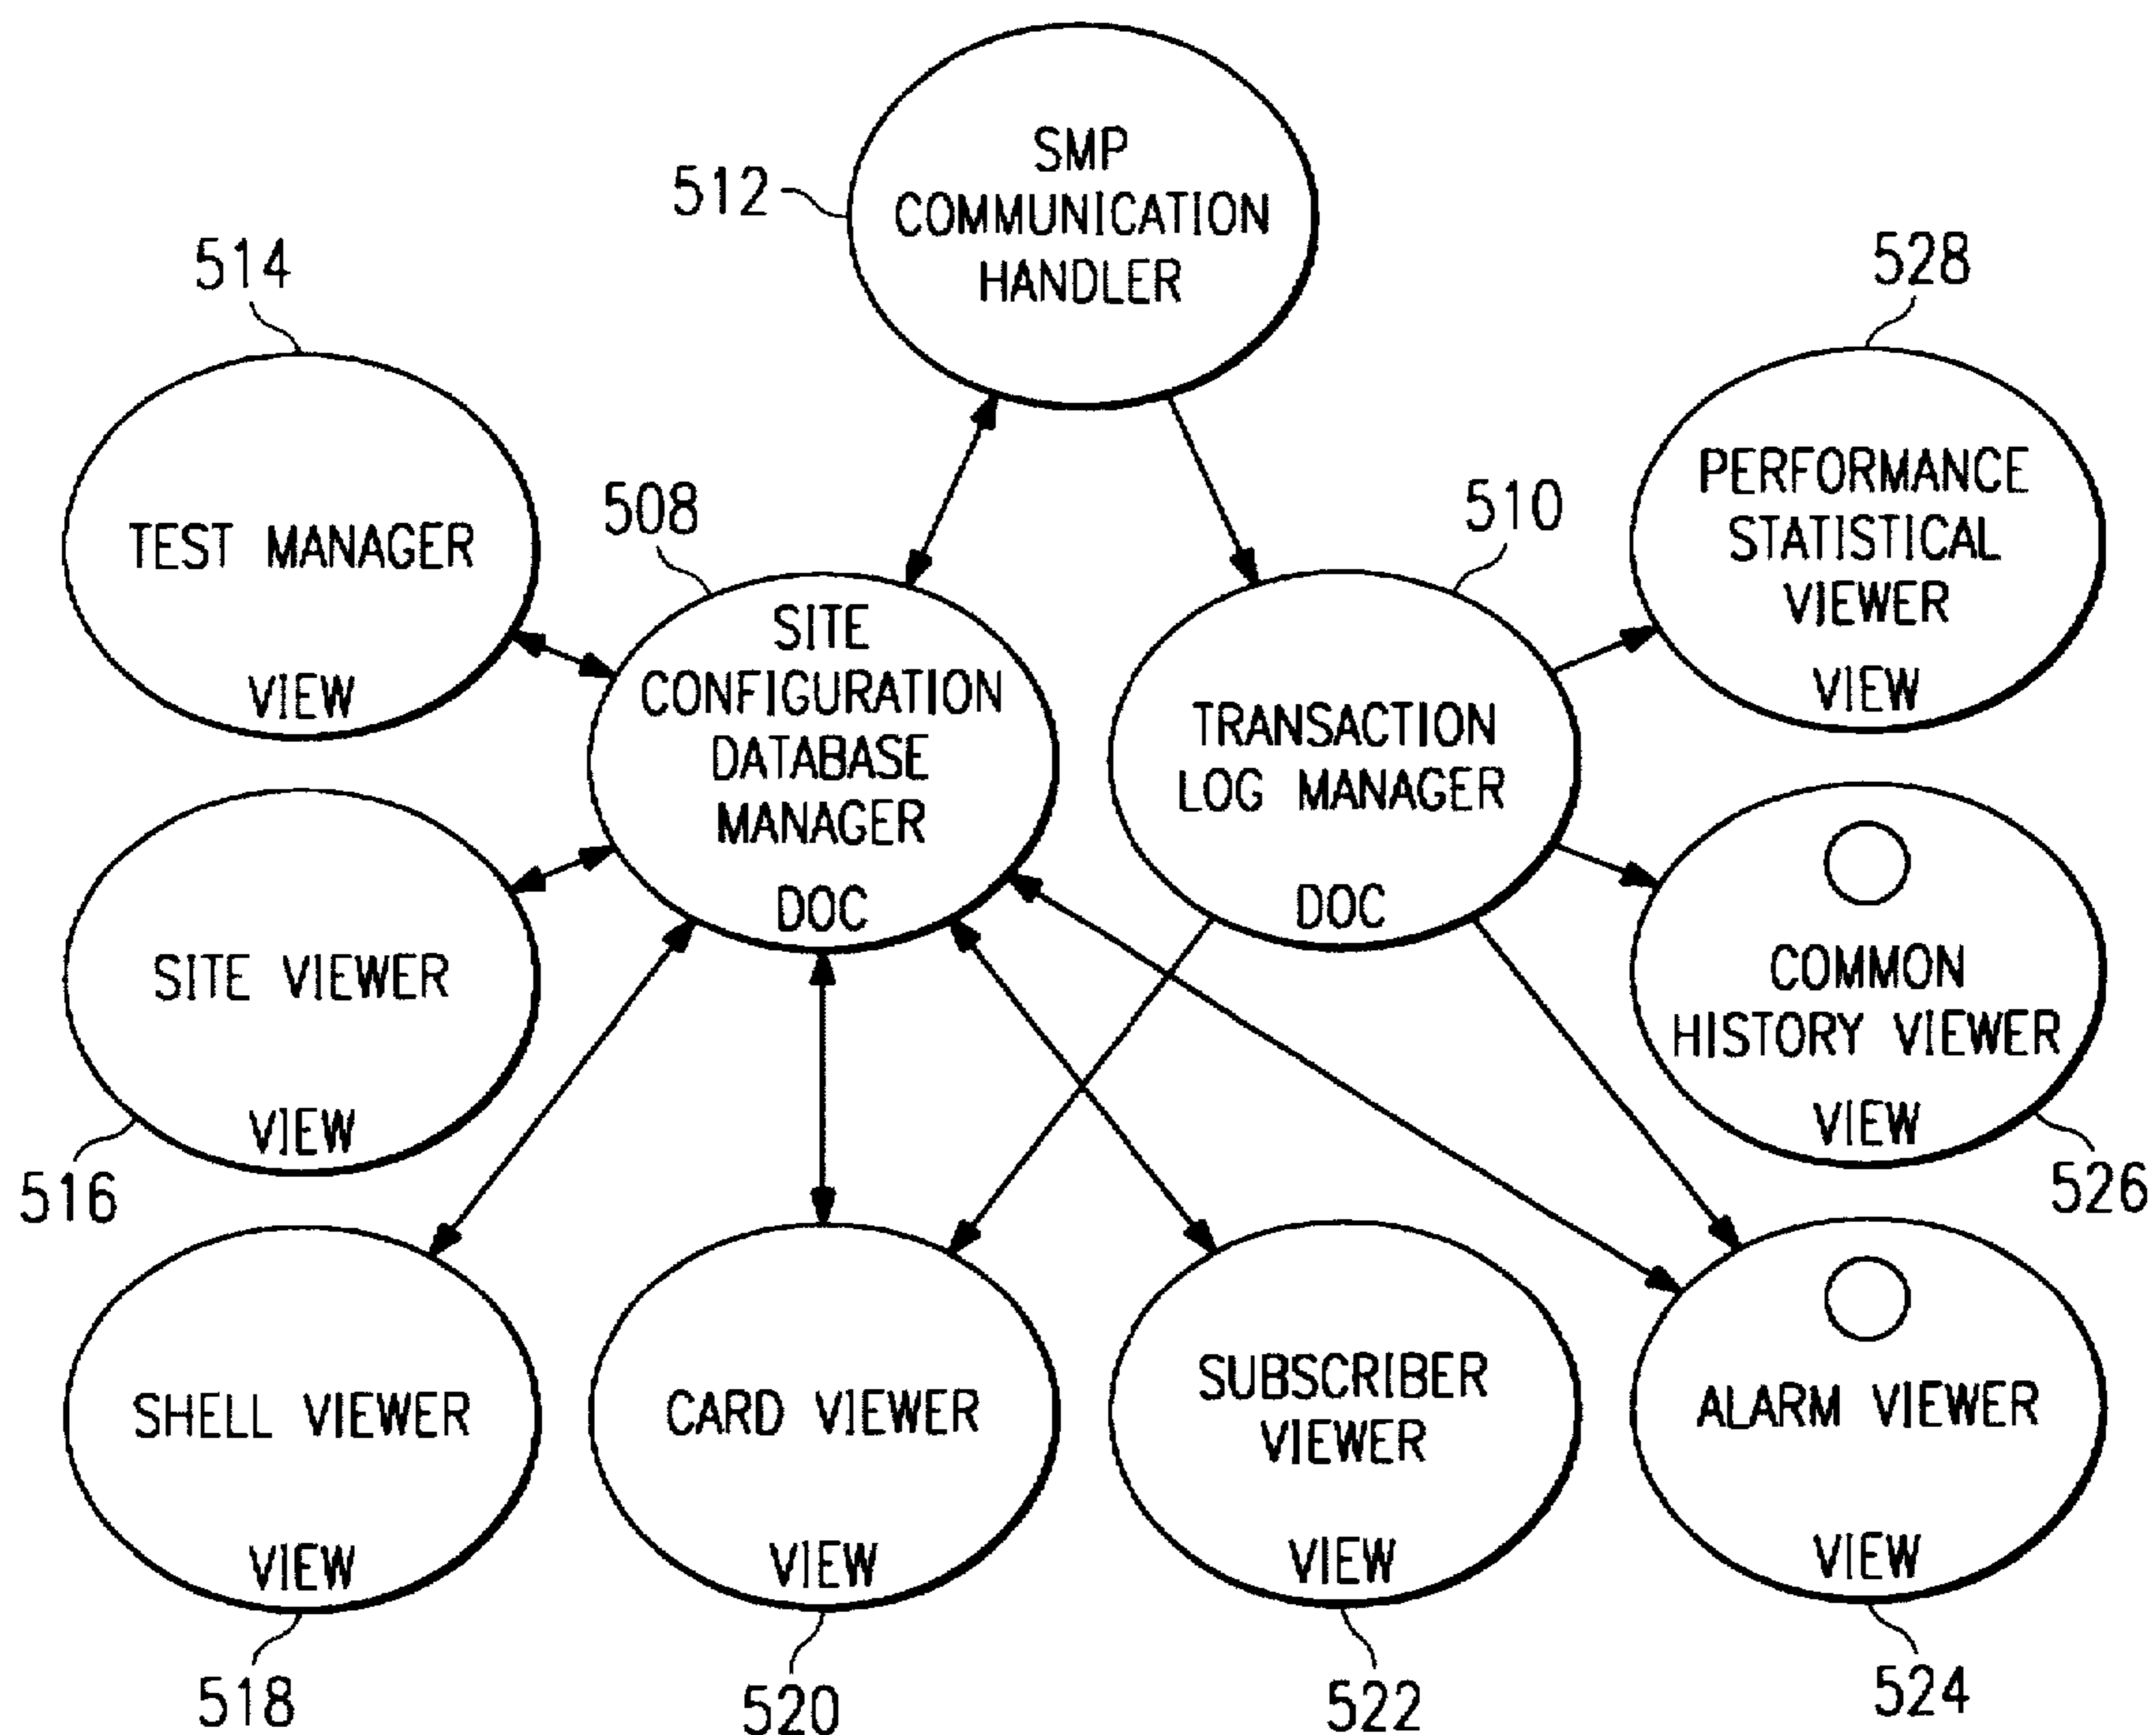 SMP
COMMUNICATION
HANDLER
512
514
TEST MANAGER
VIEW
528
PERFORMANCE
STATISTICAL
VIEWER
VIEW
508
SITE
CONFIGURATION
DATABASE
MANAGER
DOC
510
TRANSACTION
LOG MANAGER
DOC
SITE VIEWER
VIEW
516
COMMON
HISTORY VIEWER
VIEW
526
SHELL VIEWER
VIEW
518
CARD VIEWER
VIEW
520
SUBSCRIBER
VIEWER
VIEW
522
ALARM VIEWER
VIEW
524